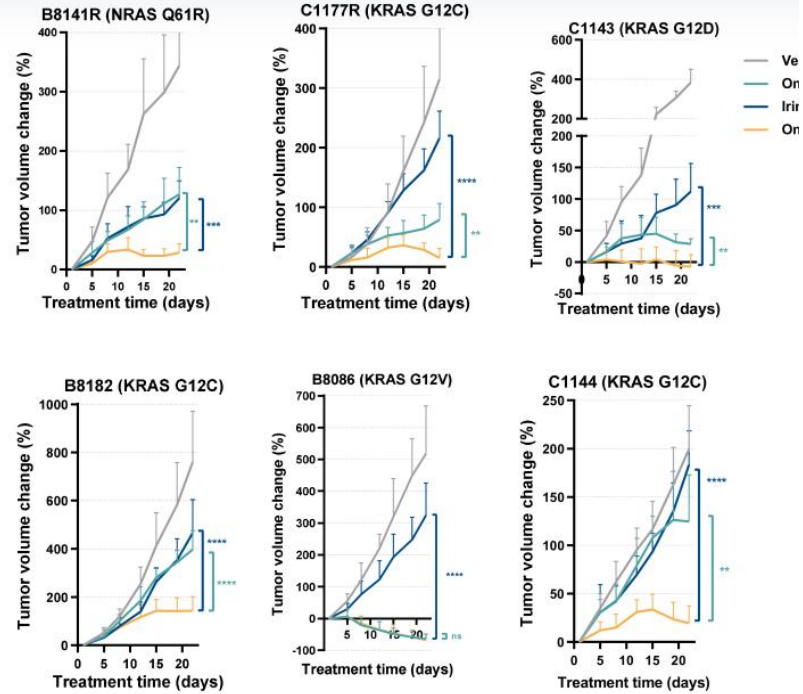 B8141R (NRAS Q61R)
Tumor volume change (%)
400
300
200
100
0
0 5 10 15 20
Treatment time (days)
**
***
C1177R (KRAS G12C)
Tumor volume change (%)
400
300
200
100
0
0 5 10 15 20
Treatment time (days)
****
**
C1143 (KRAS G12D)
Tumor volume change (%)
600
400
200
200
150
100
50
0
-50
0 5 10 15 20
Treatment time (days)
***
**
Ve
On
Irin
On
B8182 (KRAS G12C)
Tumor volume change (%)
1000
800
600
400
200
0
0 5 10 15 20
Treatment time (days)
****
****
B8086 (KRAS G12V)
Tumor volume change (%)
700
600
500
400
300
200
100
0
-100
5 10 15 20
Treatment time (days)
****
ns
C1144 (KRAS G12C)
Tumor volume change (%)
250
200
150
100
50
0
0 5 10 15 20
Treatment time (days)
****
**